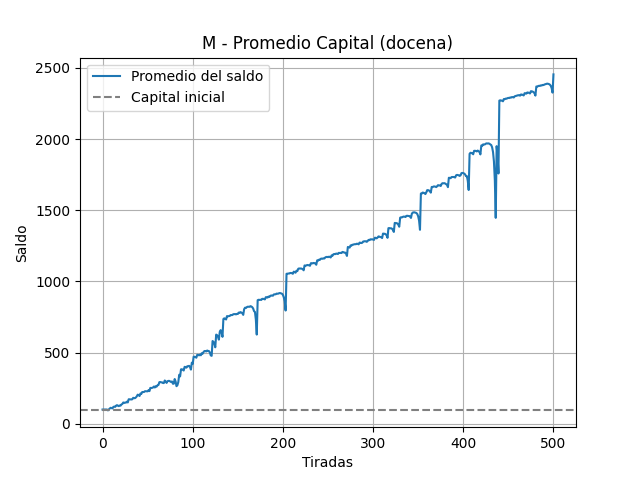 M - Promedio Capital (docena)
Promedio del saldo
Capital inicial
2500
2000
1500
1000
500
0
Saldo
0 100 200 300 400 500
Tiradas